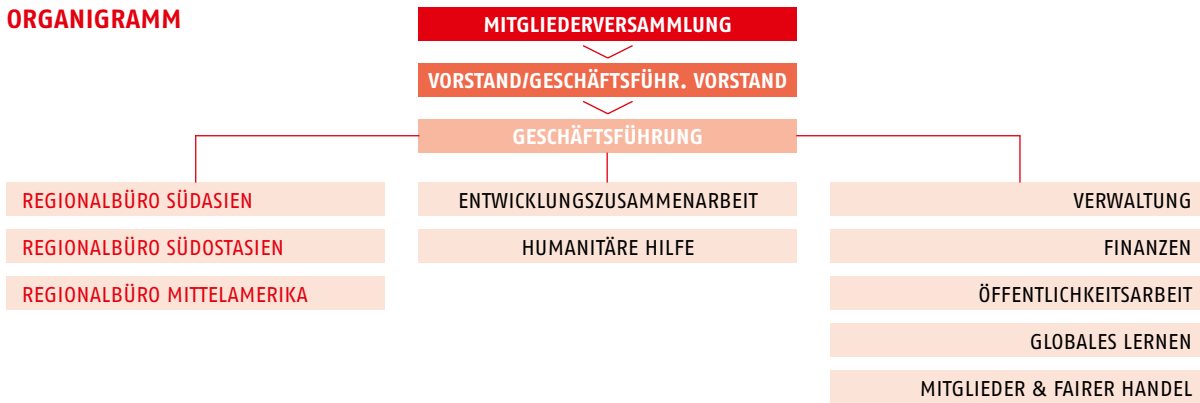 ORGANIGRAMM
MITGLIEDERVERSAMMLUNG
VORSTAND/GESCHÄFTSFÜHR. VORSTAND
GESCHÄFTSFÜHRUNG
REGIONALBÜRO SÜDASIEN
REGIONALBÜRO SÜDOSTASIEN
REGIONALBÜRO MITTELAMERIKA
ENTWICKLUNGSZUSAMMENARBEIT
HUMANITÄRE HILFE
VERWALTUNG
FINANZEN
ÖFFENTLICHKEITSARBEIT
GLOBALES LERNEN
MITGLIEDER & FAIRER HANDEL